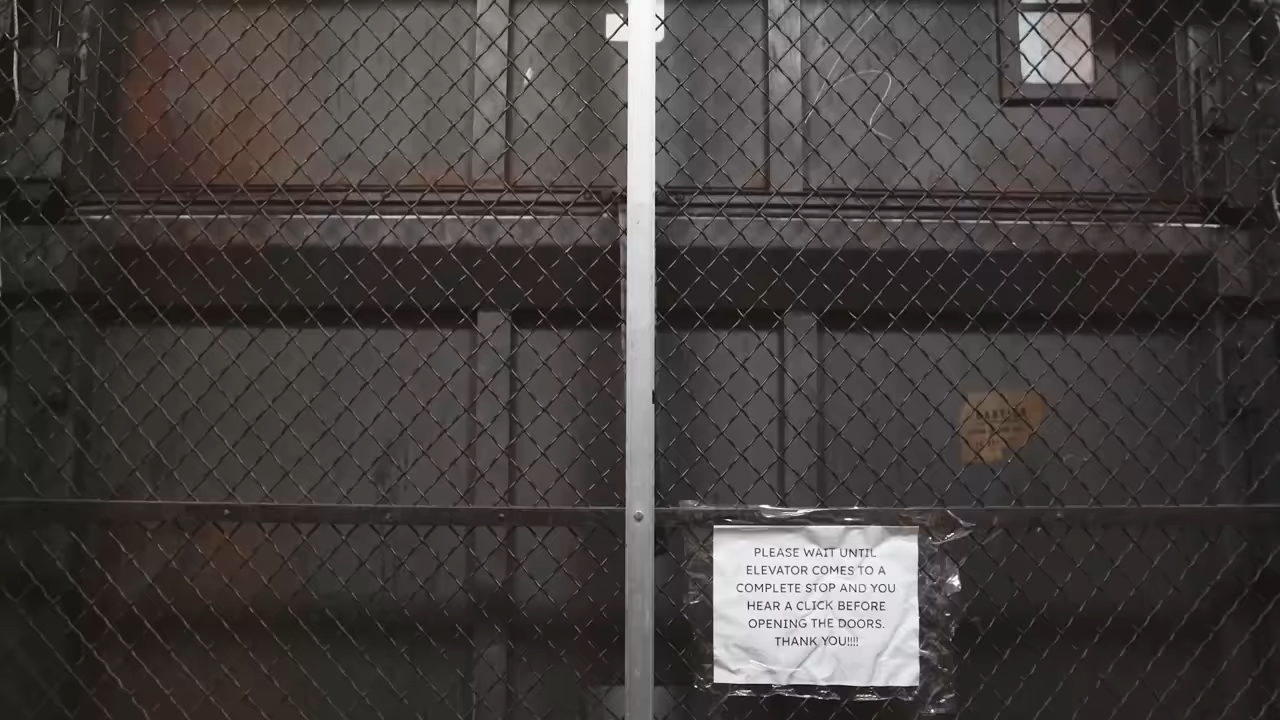 PLEASE WAIT UNTIL
ELEVATOR COMES TO A
COMPLETE STOP AND YOU
HEAR A CLICK BEFORE
OPENING THE DOORS.
THANK YOU!!!!